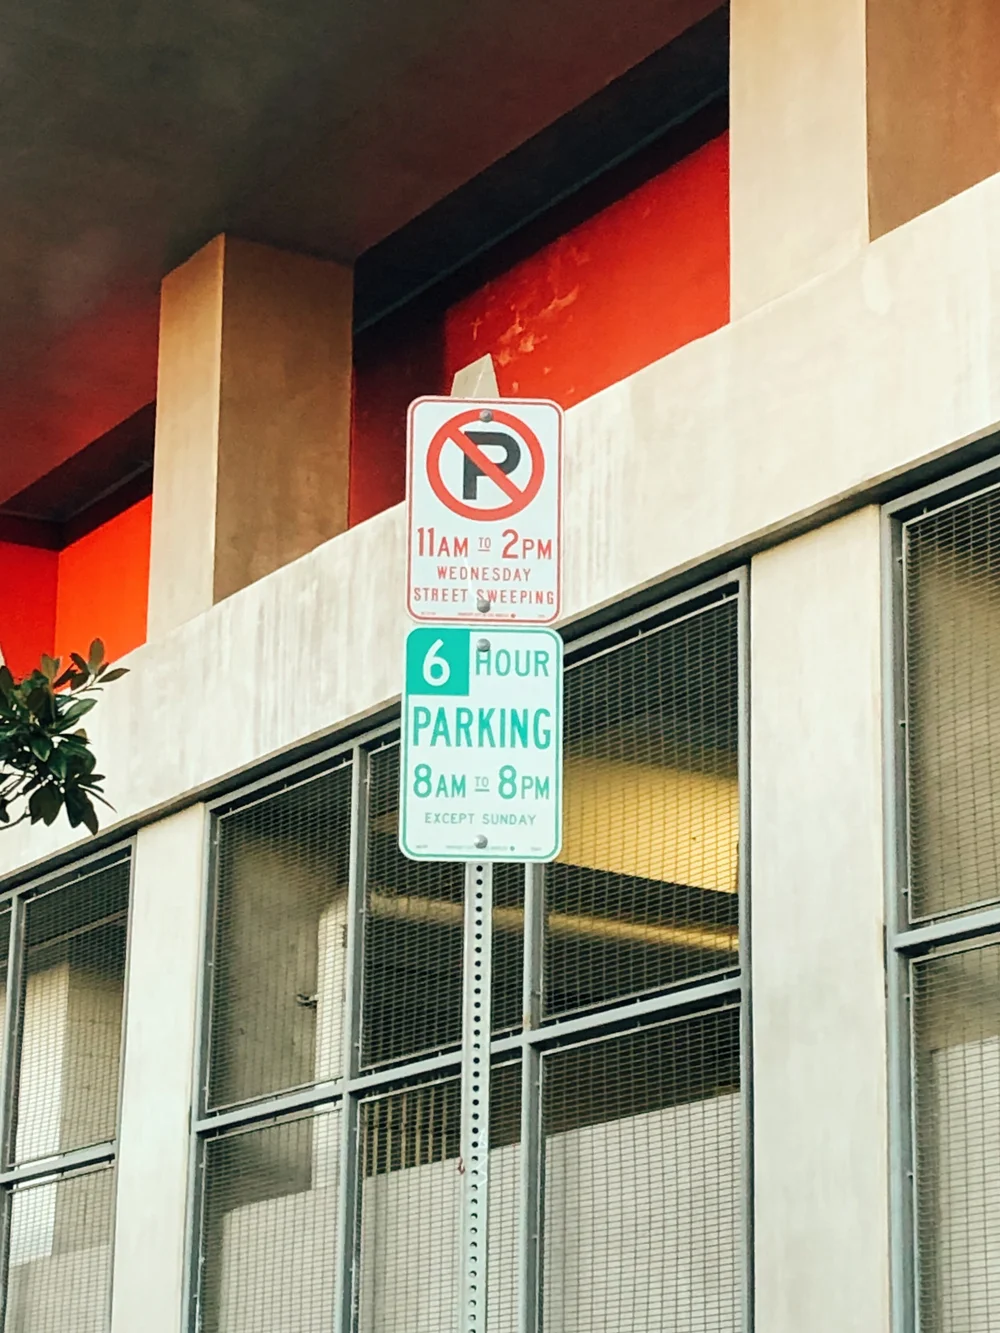 P
11AM TO 2PM
WEDNESDAY
STREET SWEEPING
6 HOUR
PARKING
8AM TO 8PM
EXCEPT SUNDAY